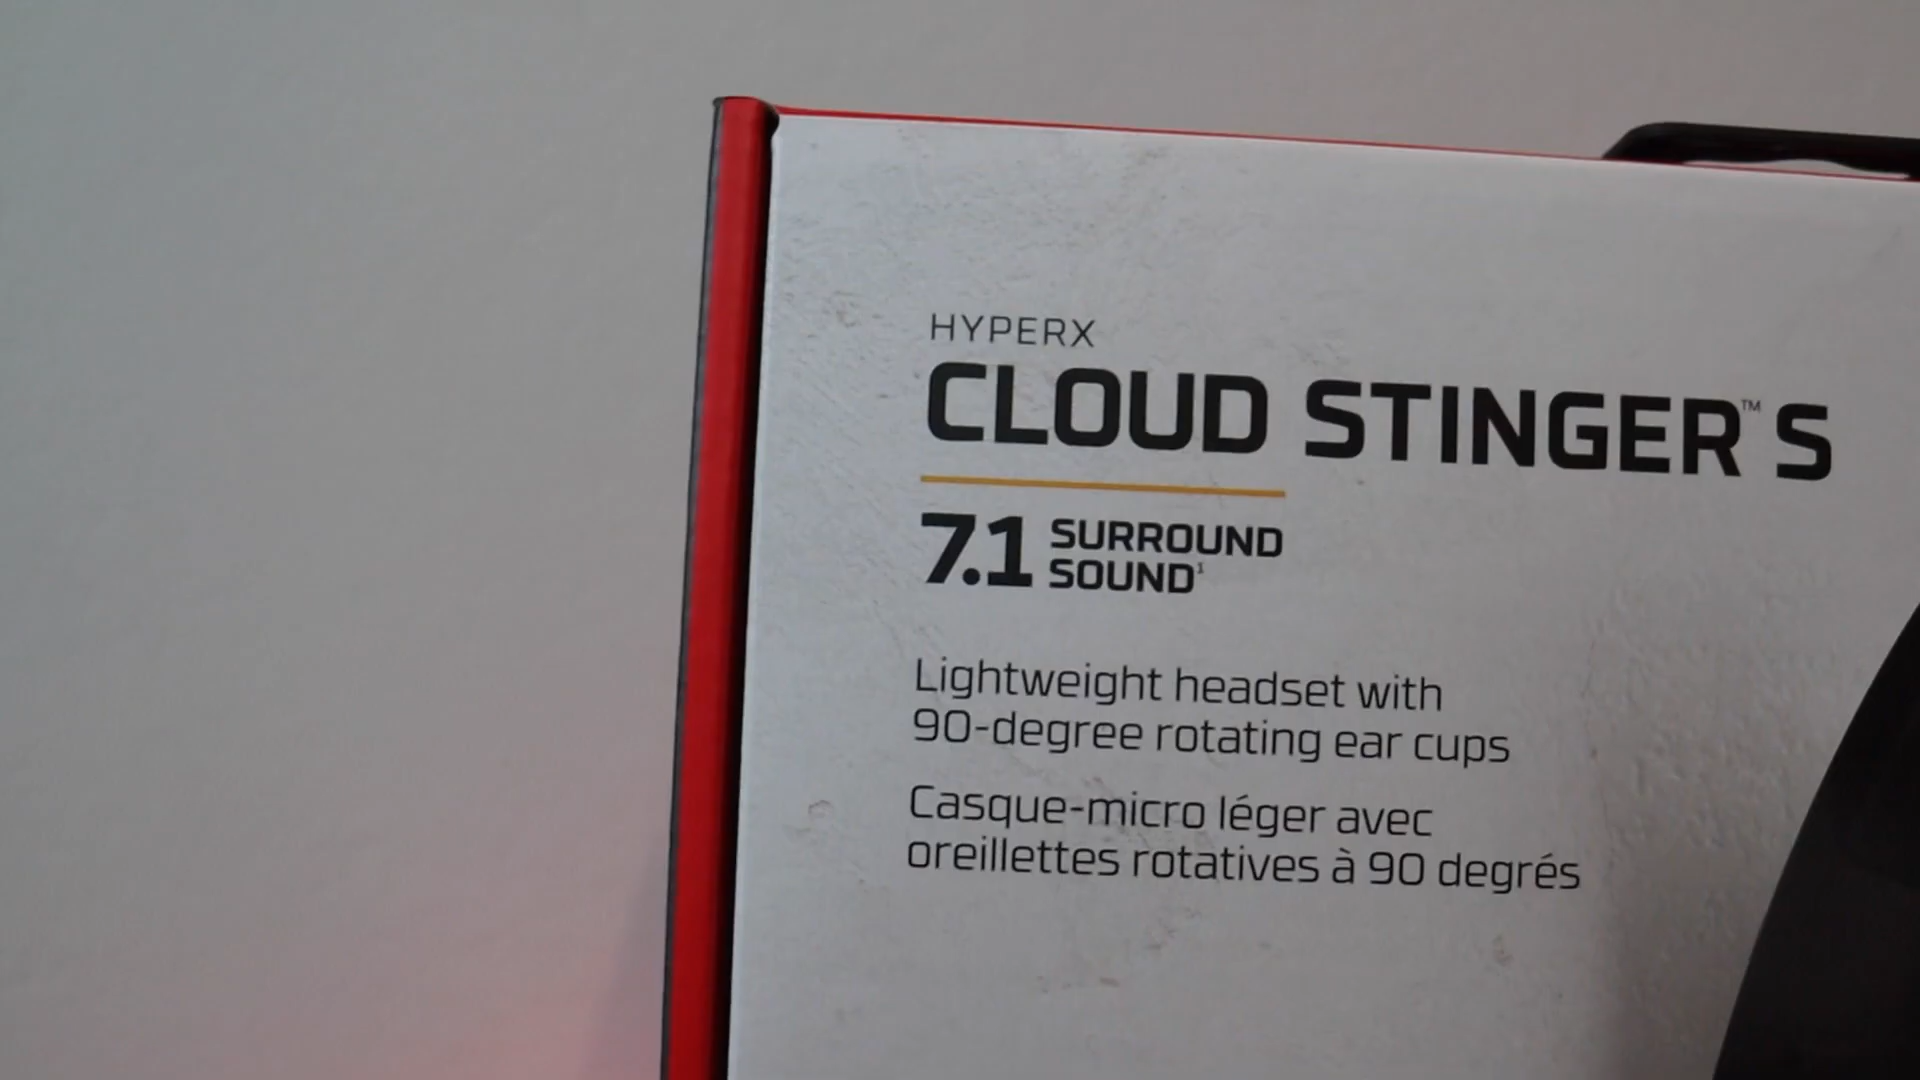 HYPERX
CLOUD STINGER™ S
7.1 SURROUND
SOUND¹
Lightweight headset with
90-degree rotating ear cups
Casque-micro léger avec
oreillettes rotatives à 90 degrés